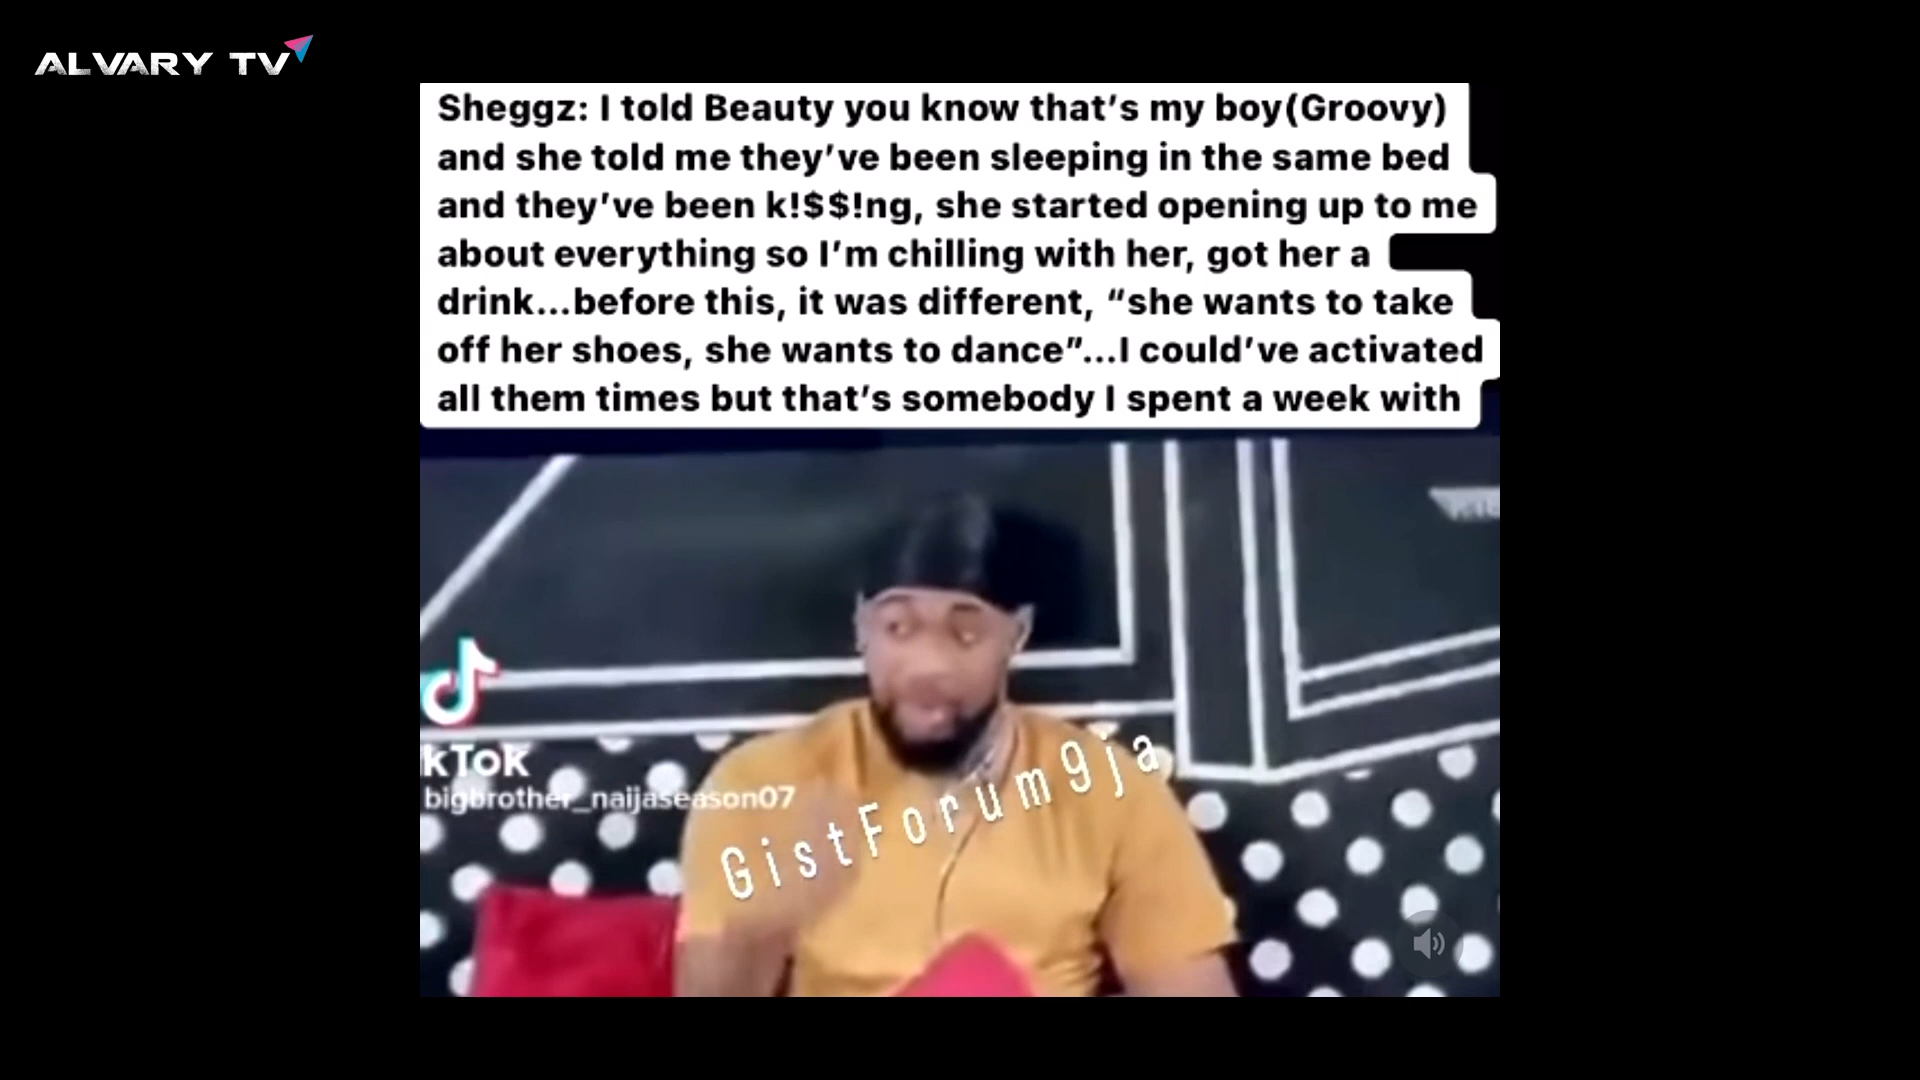 ALVARY TV
Sheggz: I told Beauty you know that’s my boy(Groovy)
and she told me they’ve been sleeping in the same bed
and they’ve been k!$$!ng, she started opening up to me
about everything so I’m chilling with her, got her a
drink...before this, it was different, “she wants to take
off her shoes, she wants to dance”...I could’ve activated
all them times but that’s somebody I spent a week with
kTok
bigbrother_naijaseason07
GistForum9ja